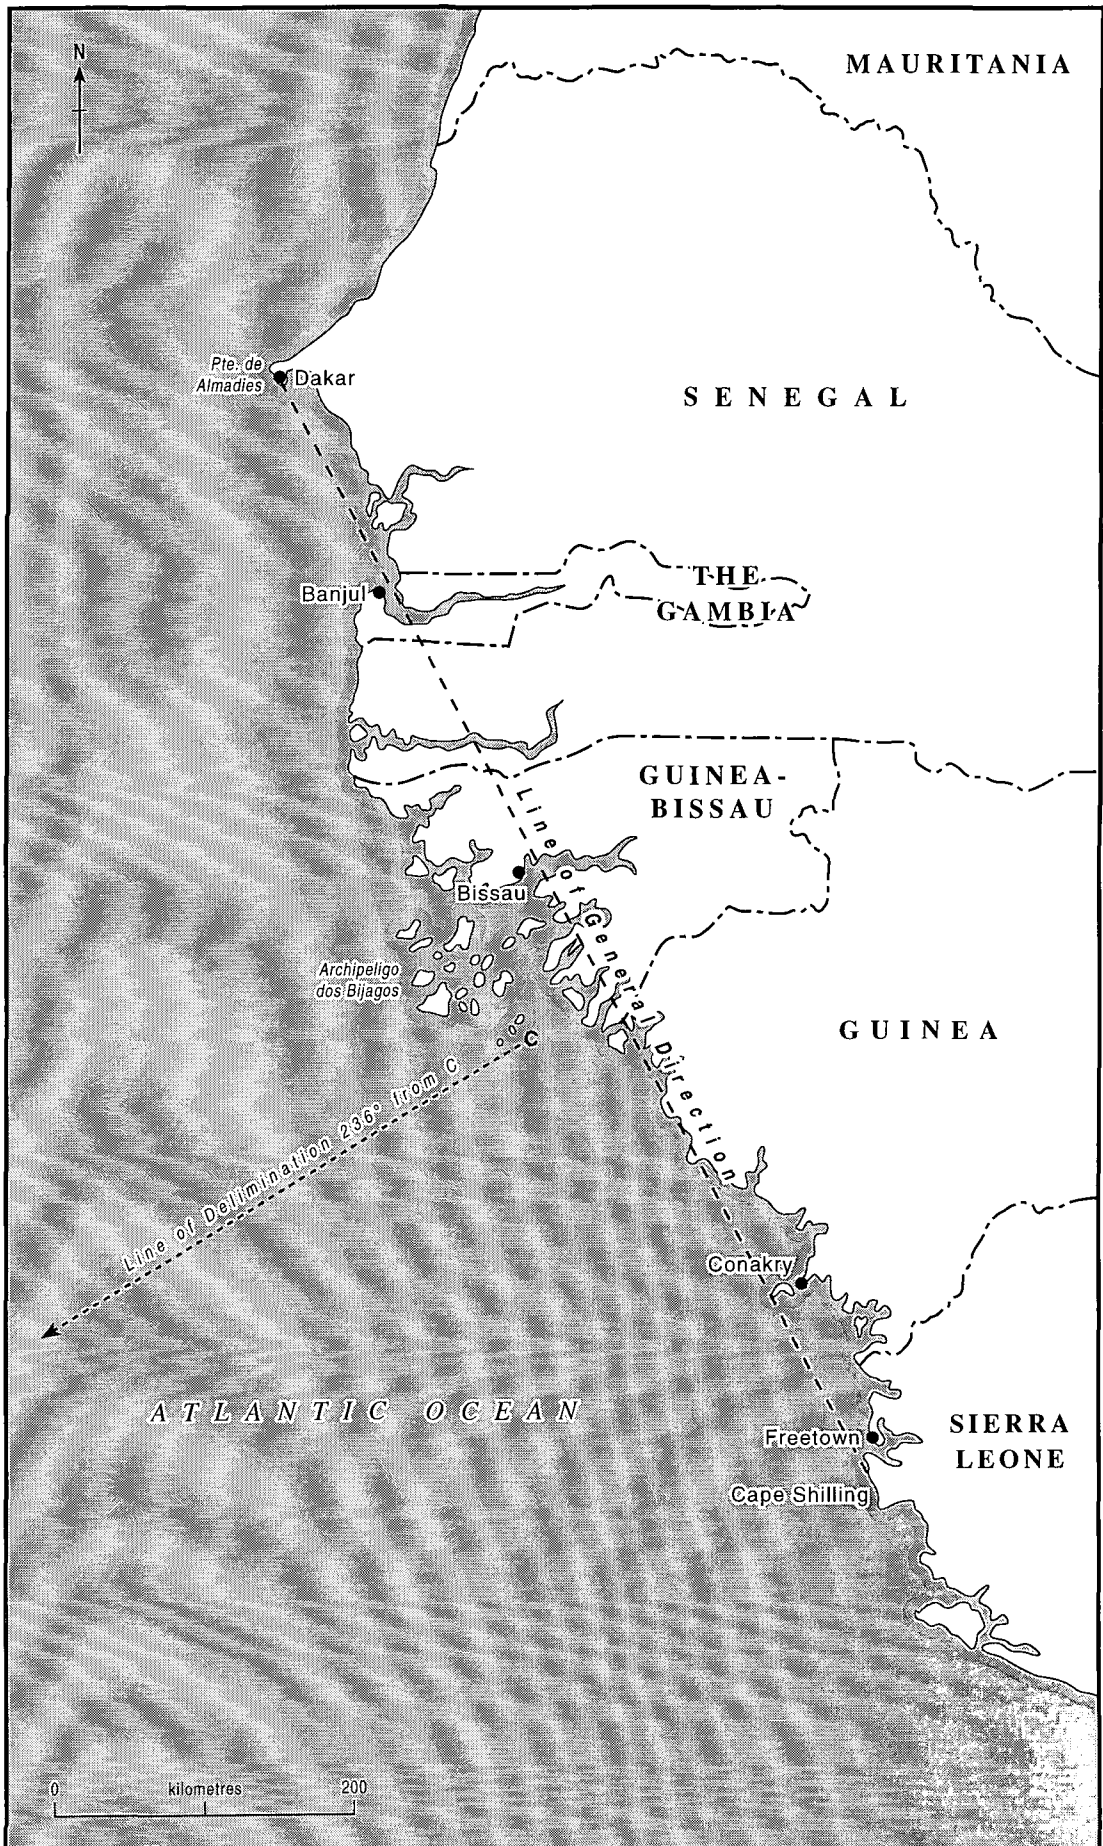 N
MAURITANIA
Pte. de
Almadies
Dakar
SENEGAL
Banjul
THE
GAMBIA
GUINEA-
BISSAU
Line of General Direction
Bissau
Archipeligo
dos Bijagos
GUINEA
C
Line of Delimination 236° from C
Conakry
ATLANTIC OCEAN
Freetown
SIERRA
LEONE
Cape Shilling
0 kilometres 200